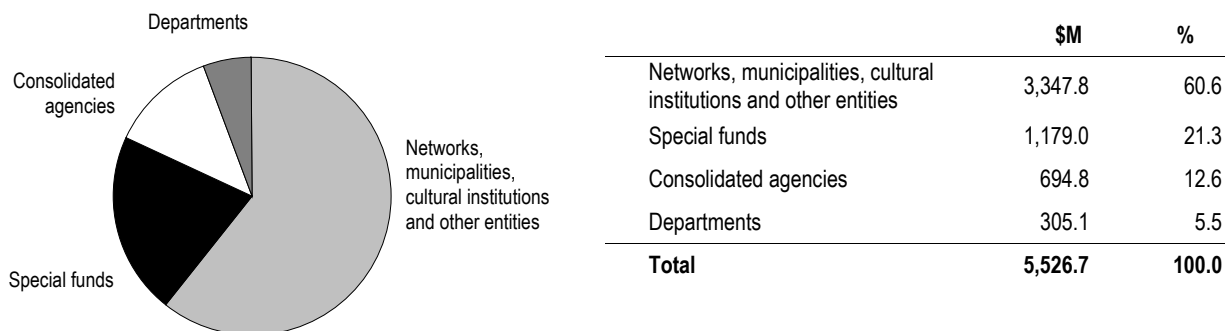 Departments
Consolidated
agencies
Networks,
municipalities,
cultural institutions
and other entities
Special funds
$M %
Networks, municipalities, cultural
institutions and other entities 3,347.8 60.6
Special funds 1,179.0 21.3
Consolidated agencies 694.8 12.6
Departments 305.1 5.5
Total 5,526.7 100.0